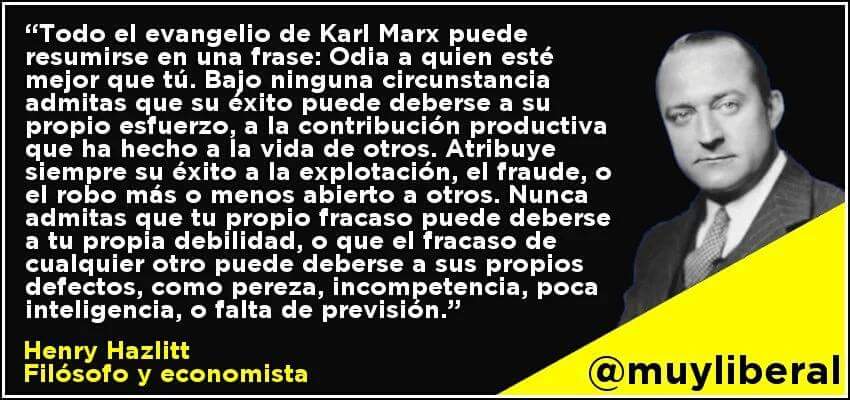 “Todo el evangelio de Karl Marx puede
resumirse en una frase: Odia a quien esté
mejor que tú. Bajo ninguna circunstancia
admitas que su éxito puede deberse a su
propio esfuerzo, a la contribución productiva
que ha hecho a la vida de otros. Atribuye
siempre su éxito a la explotación, el fraude, o
el robo más o menos abierto a otros. Nunca
admitas que tu propio fracaso puede deberse
a tu propia debilidad, o que el fracaso de
cualquier otro puede deberse a sus propios
defectos, como pereza, incompetencia, poca
inteligencia, o falta de previsión.”
Henry Hazlitt
Filósofo y economista
@muyliberal